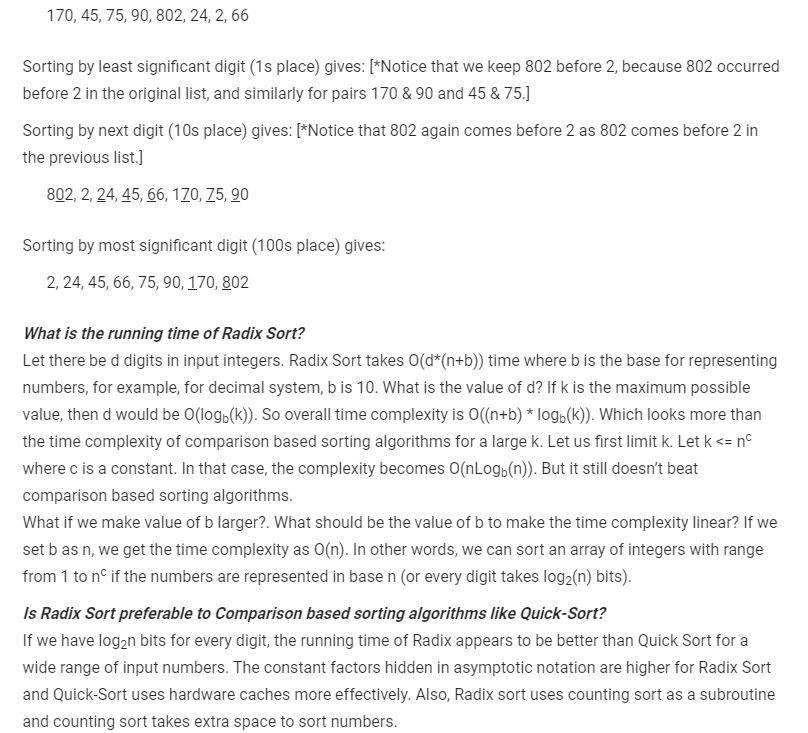 170, 45, 75, 90, 802, 24, 2, 66
Sorting by least significant digit (1s place) gives: [*Notice that we keep 802 before 2, because 802 occurred
before 2 in the original list, and similarly for pairs 170 & 90 and 45 & 75.]
Sorting by next digit (10s place) gives: [*Notice that 802 again comes before 2 as 802 comes before 2 in
the previous list.]
802, 2, 24, 45, 66, 170, 75, 90
Sorting by most significant digit (100s place) gives:
2, 24, 45, 66, 75, 90, 170, 802
What is the running time of Radix Sort?
Let there be d digits in input integers. Radix Sort takes O(d*(n+b)) time where b is the base for representing
numbers, for example, for decimal system, b is 10. What is the value of d? If k is the maximum possible
value, then d would be O(log_b(k)). So overall time complexity is O((n+b) * log_b(k)). Which looks more than
the time complexity of comparison based sorting algorithms for a large k. Let us first limit k. Let k <= n^c
where c is a constant. In that case, the complexity becomes O(nLog_b(n)). But it still doesn’t beat
comparison based sorting algorithms.
What if we make value of b larger?. What should be the value of b to make the time complexity linear? If we
set b as n, we get the time complexity as O(n). In other words, we can sort an array of integers with range
from 1 to n^c if the numbers are represented in base n (or every digit takes log₂(n) bits).
Is Radix Sort preferable to Comparison based sorting algorithms like Quick-Sort?
If we have log₂n bits for every digit, the running time of Radix appears to be better than Quick Sort for a
wide range of input numbers. The constant factors hidden in asymptotic notation are higher for Radix Sort
and Quick-Sort uses hardware caches more effectively. Also, Radix sort uses counting sort as a subroutine
and counting sort takes extra space to sort numbers.